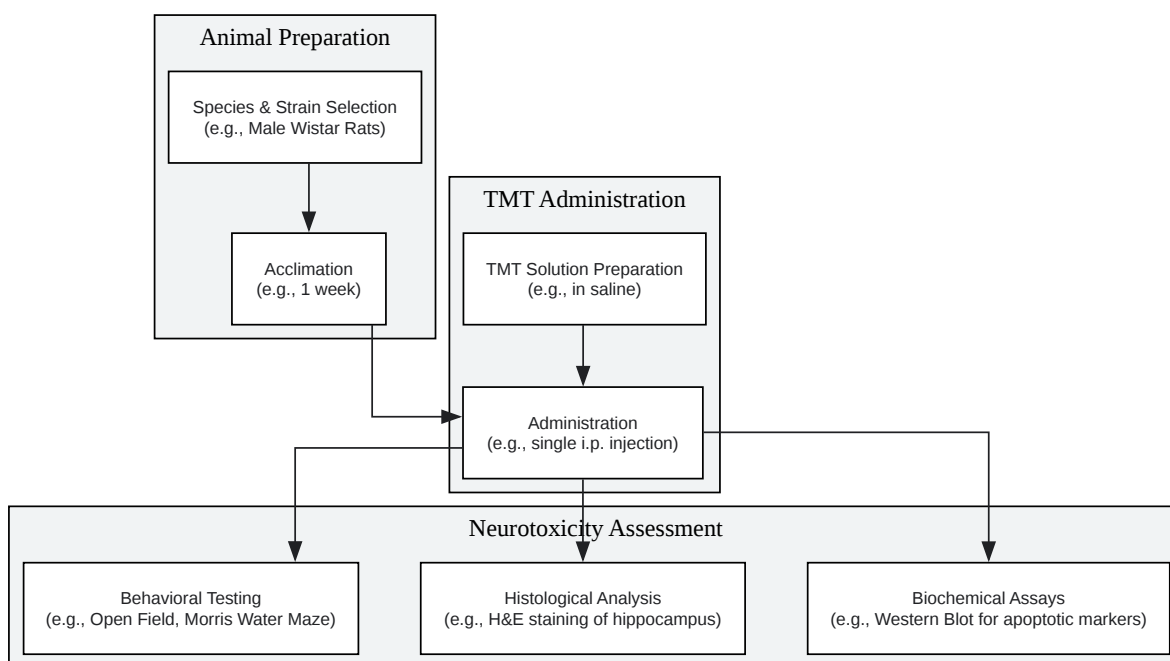 Animal Preparation
Species & Strain Selection
(e.g., Male Wistar Rats)
Acclimation
(e.g., 1 week)
TMT Administration
TMT Solution Preparation
(e.g., in saline)
Administration
(e.g., single i.p. injection)
Neurotoxicity Assessment
Behavioral Testing
(e.g., Open Field, Morris Water Maze)
Histological Analysis
(e.g., H&E staining of hippocampus)
Biochemical Assays
(e.g., Western Blot for apoptotic markers)